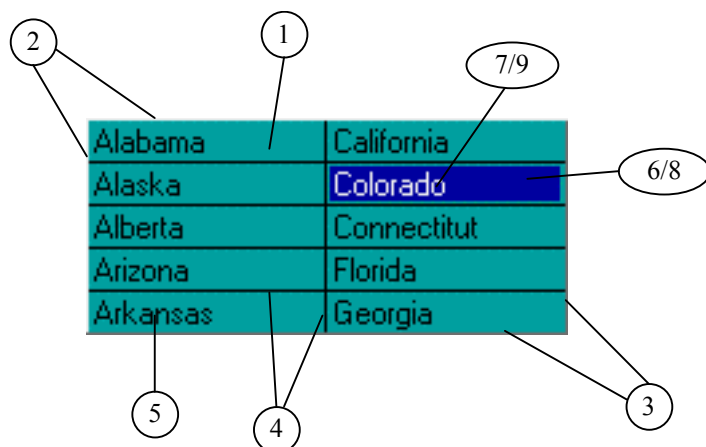 2
1
7/9
Alabama California
Alaska Colorado
6/8
Alberta Connectitut
Arizona Florida
Arkansas Georgia
5
4
3